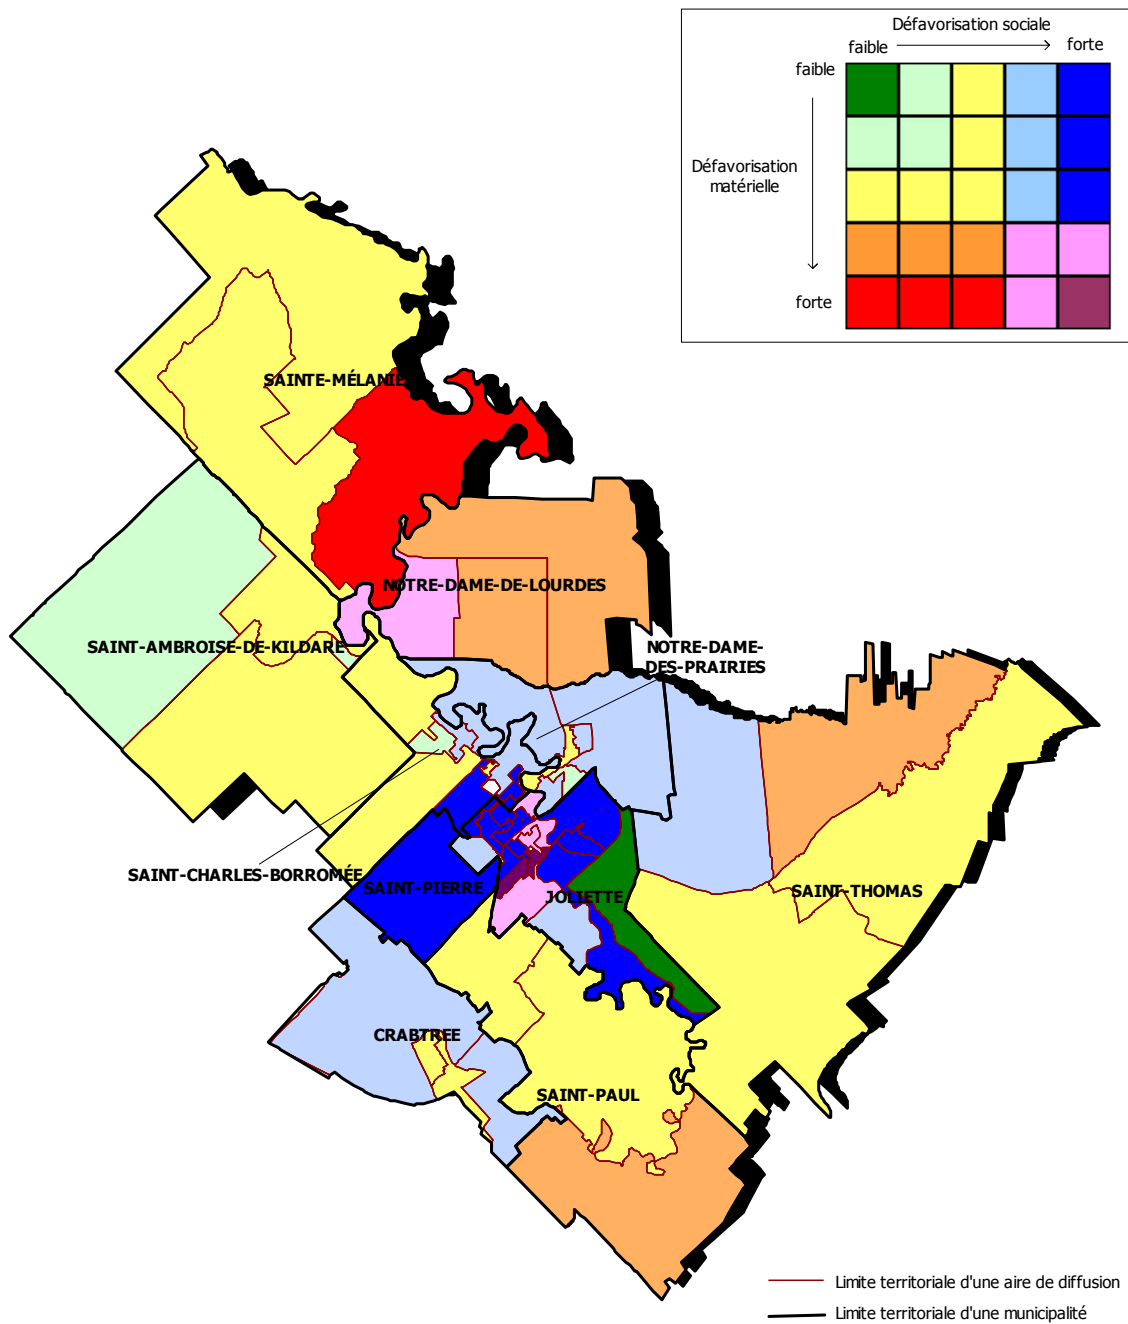 Défavorisation sociale
faible
forte
faible
Défavorisation
matérielle
forte
SAINTE-MÉLANIE
NOTRE-DAME-DE-LOURDES
SAINT-AMBROISE-DE-KILDARE
NOTRE-DAME-
DES-PRAIRIES
SAINT-CHARLES-BORROMÉE
SAINT-PIERRE
JOLIETTE
SAINT-THOMAS
CRABTREE
SAINT-PAUL
Limite territoriale d'une aire de diffusion
Limite territoriale d'une municipalité